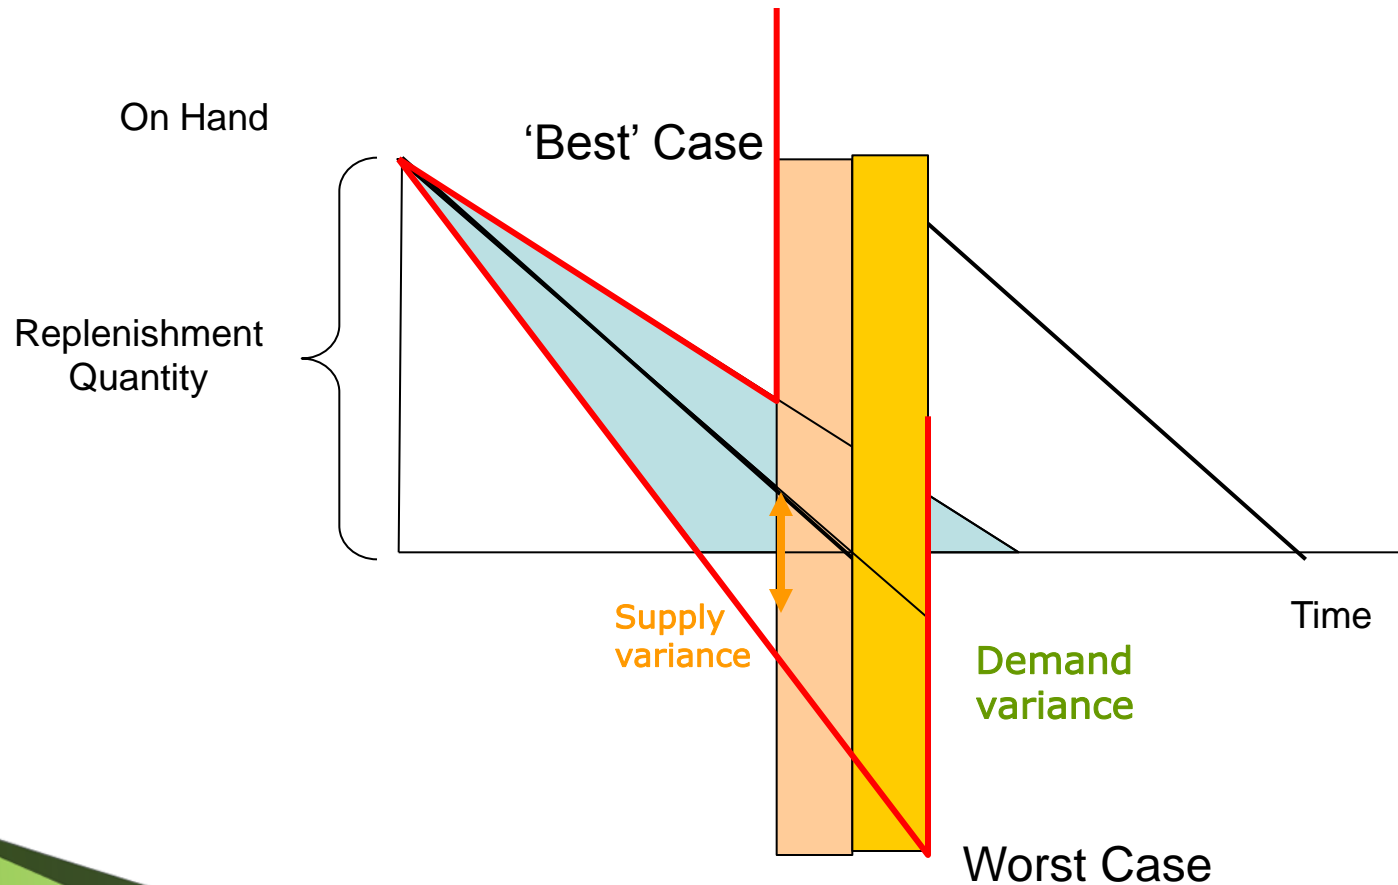 On Hand
‘Best’ Case
Replenishment
Quantity
Supply
variance
Time
Demand
variance
Worst Case